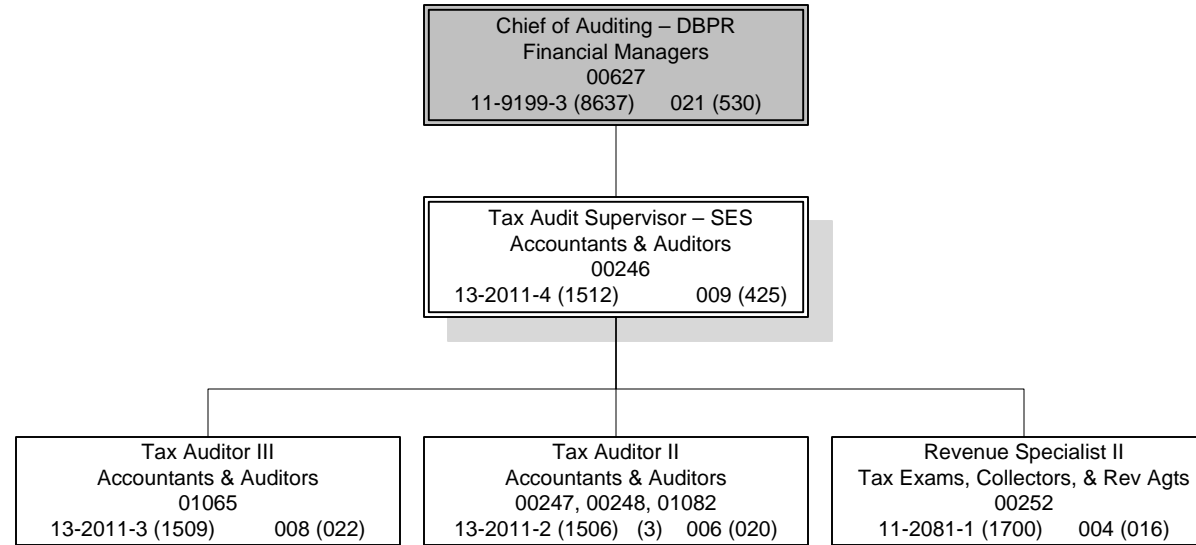 Chief of Auditing – DBPR
Financial Managers
00627
11-9199-3 (8637) 021 (530)
Tax Audit Supervisor – SES
Accountants & Auditors
00246
13-2011-4 (1512) 009 (425)
Tax Auditor III
Accountants & Auditors
01065
13-2011-3 (1509) 008 (022)
Tax Auditor II
Accountants & Auditors
00247, 00248, 01082
13-2011-2 (1506) (3) 006 (020)
Revenue Specialist II
Tax Exams, Collectors, & Rev Agts
00252
11-2081-1 (1700) 004 (016)